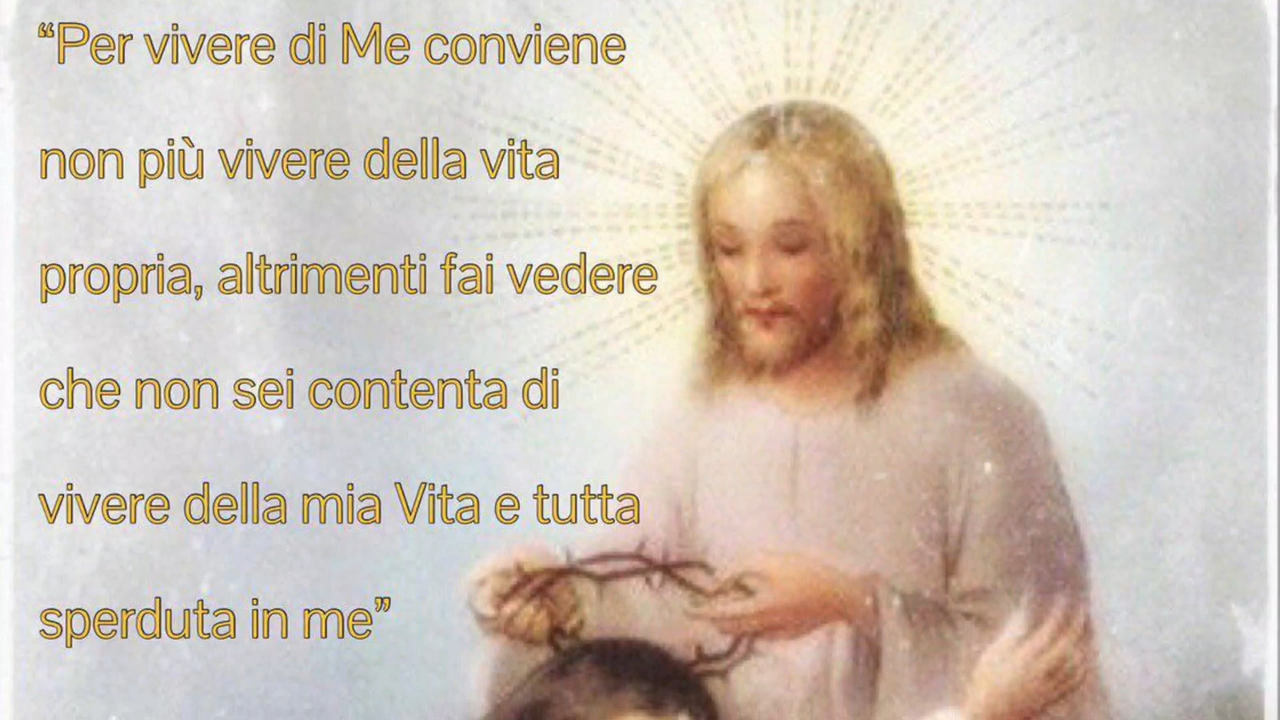 “Per vivere di Me conviene
non più vivere della vita
propria, altrimenti fai vedere
che non sei contenta di
vivere della mia Vita e tutta
sperduta in me”